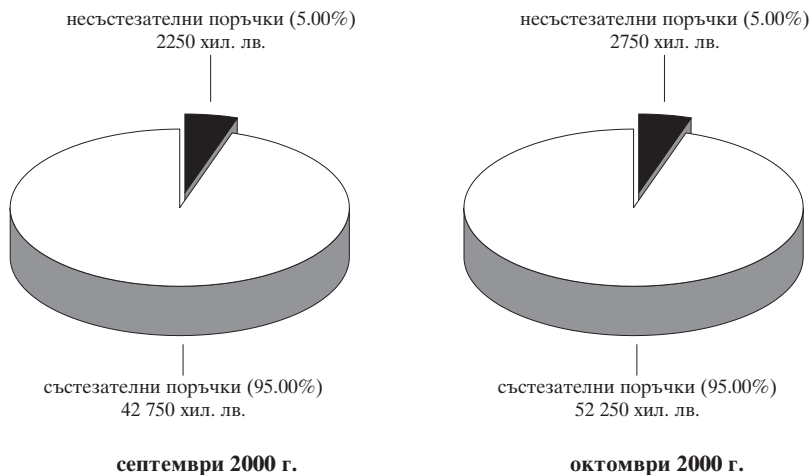 несъстезателни поръчки (5.00%)
2250 хил. лв.
състезателни поръчки (95.00%)
42 750 хил. лв.
септември 2000 г.
несъстезателни поръчки (5.00%)
2750 хил. лв.
състезателни поръчки (95.00%)
52 250 хил. лв.
октомври 2000 г.